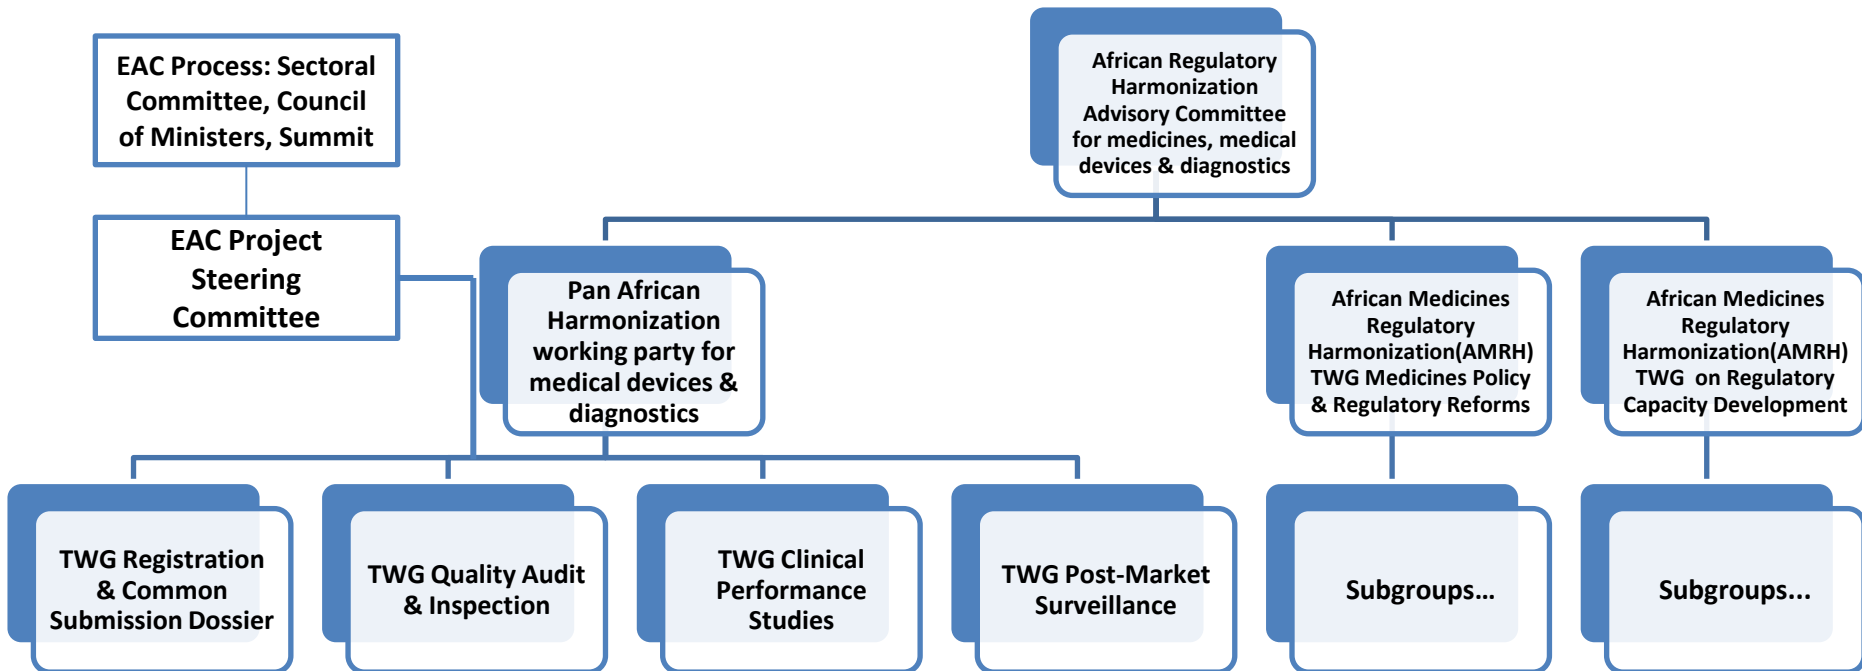 EAC Process: Sectoral
Committee, Council
of Ministers, Summit
African Regulatory
Harmonization
Advisory Committee
for medicines, medical
devices & diagnostics
EAC Project
Steering
Committee
Pan African
Harmonization
working party for
medical devices &
diagnostics
African Medicines
Regulatory
Harmonization(AMRH)
TWG Medicines Policy
& Regulatory Reforms
African Medicines
Regulatory
Harmonization(AMRH)
TWG on Regulatory
Capacity Development
TWG Registration
& Common
Submission Dossier
TWG Quality Audit
& Inspection
TWG Clinical
Performance
Studies
TWG Post-Market
Surveillance
Subgroups...
Subgroups...